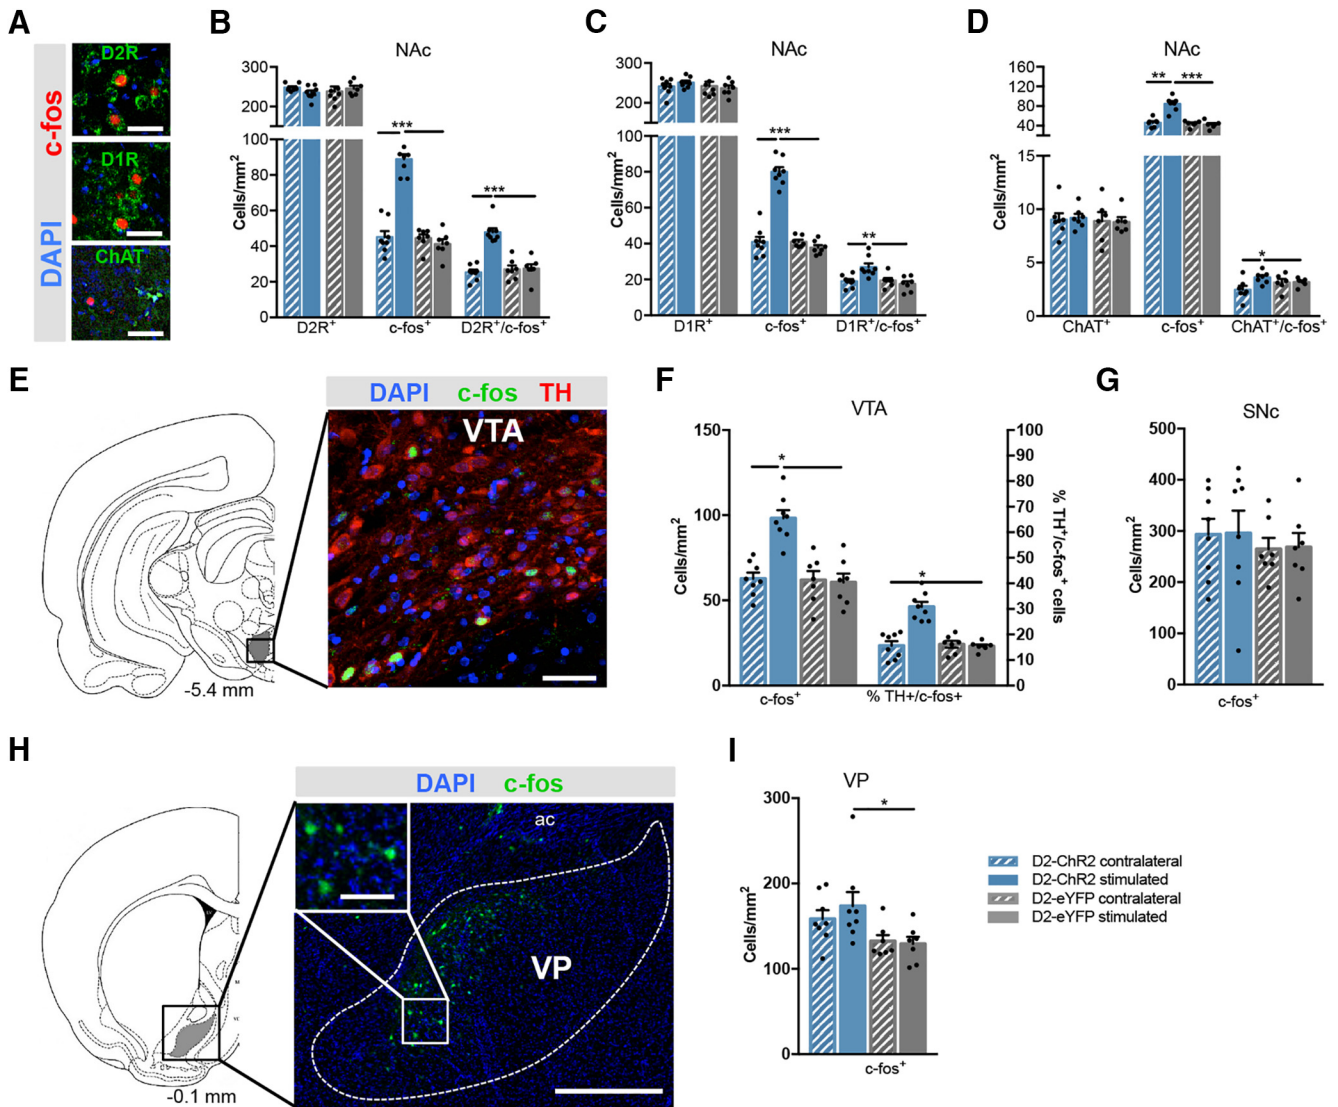 A
DAPI c-fos
D2R
D1R
ChAT
B
NAc
Cells/mm²
300
200
100
80
60
40
20
0
***
***
D2R⁺
c-fos⁺
D2R⁺/c-fos⁺
C
NAc
Cells/mm²
300
200
100
80
60
40
20
0
***
**
D1R⁺
c-fos⁺
D1R⁺/c-fos⁺
D
NAc
Cells/mm²
160
120
80
40
15
10
5
0
** ***
*
ChAT⁺
c-fos⁺
ChAT⁺/c-fos⁺
E
-5.4 mm
DAPI c-fos TH
VTA
F
VTA
Cells/mm²
150
100
50
0
*
*
c-fos⁺
% TH+/c-fos+
100
90
80
70
60
50
40
30
20
10
0
% TH⁺/c-fos⁺ cells
G
SNc
Cells/mm²
500
400
300
200
100
0
c-fos⁺
H
-0.1 mm
DAPI c-fos
ac
VP
I
VP
Cells/mm²
300
200
100
0
*
c-fos⁺
D2-ChR2 contralateral
D2-ChR2 stimulated
D2-eYFP contralateral
D2-eYFP stimulated